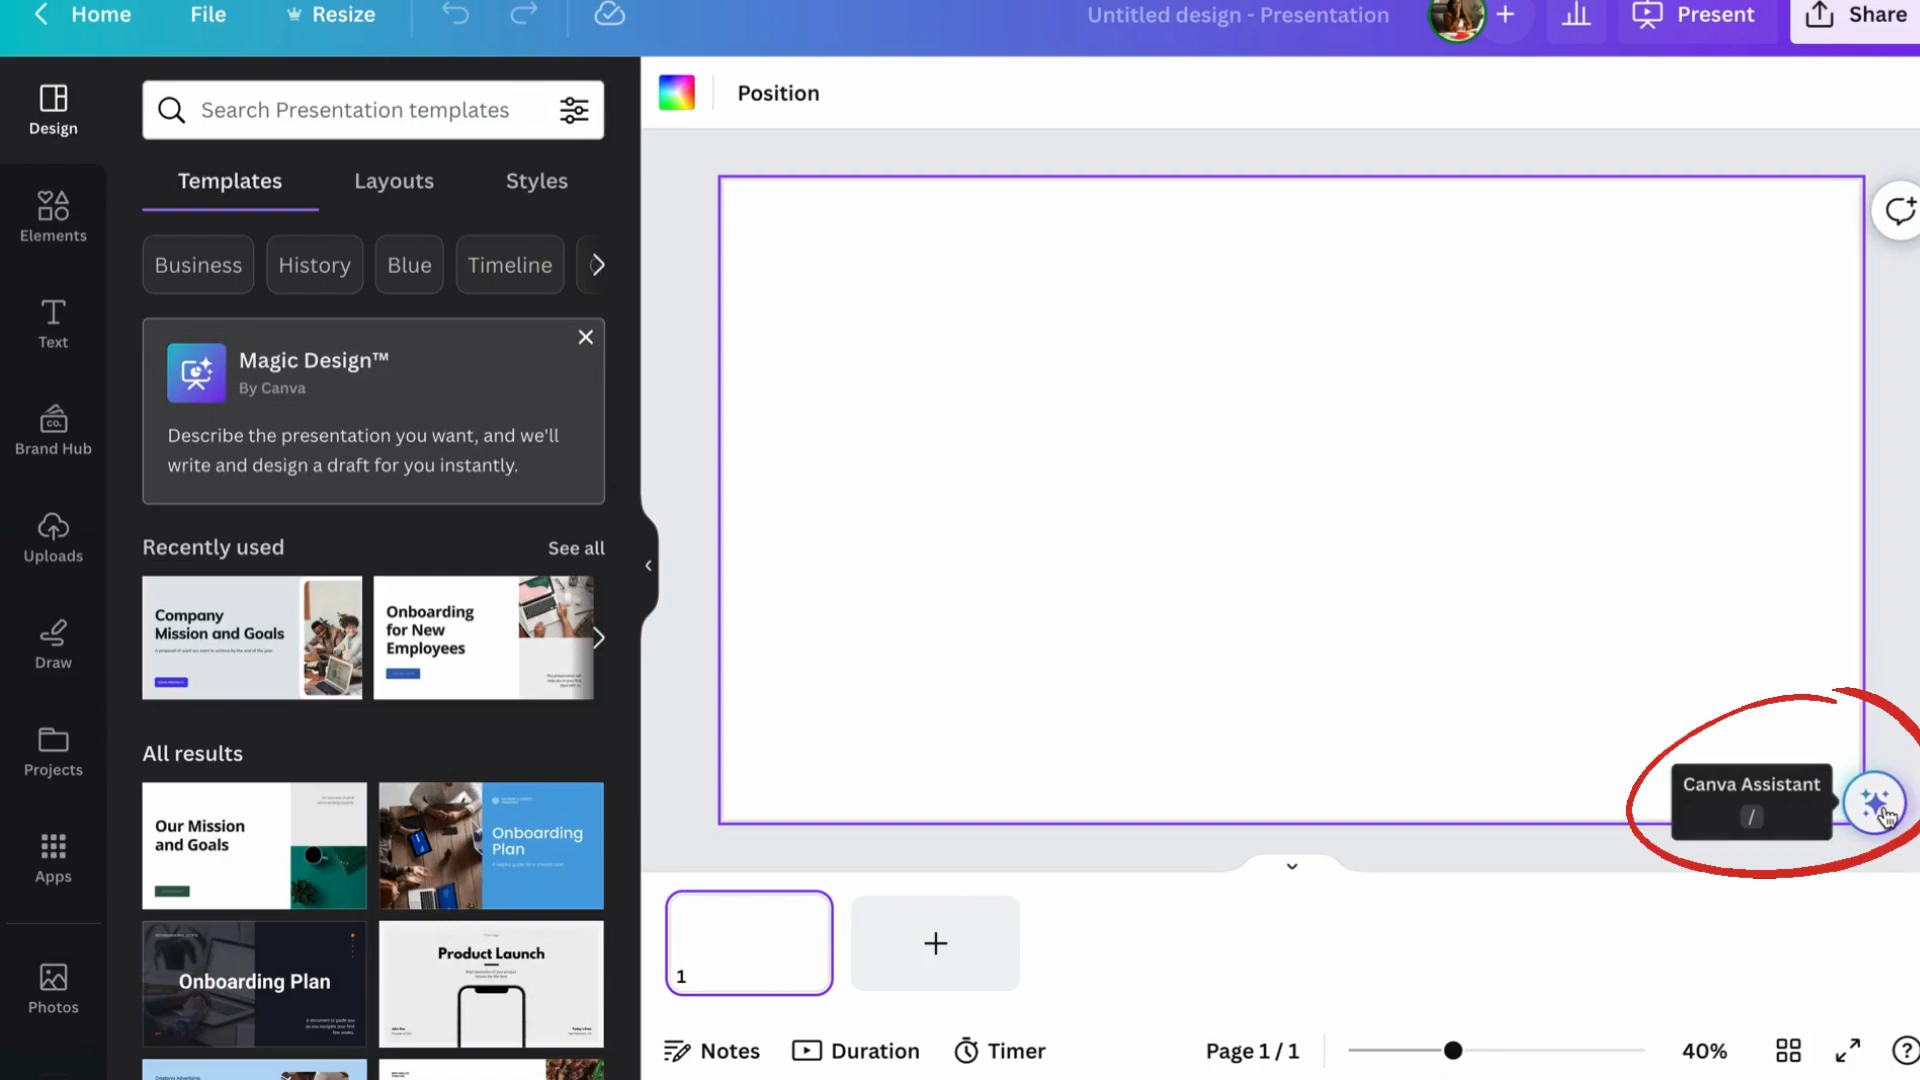 Home
File
Resize
Untitled design - Presentation
Present
Share
Design
Elements
Text
Brand Hub
CO.
Uploads
Draw
Projects
Apps
Photos
Search Presentation templates
Templates
Layouts
Styles
Business
History
Blue
Timeline
Magic Design™
By Canva
Describe the presentation you want, and we'll
write and design a draft for you instantly.
Recently used
See all
Company
Mission and Goals
Onboarding
for New
Employees
All results
Our Mission
and Goals
Onboarding
Plan
Onboarding Plan
Product Launch
Position
Canva Assistant
/
1
+
Notes
Duration
Timer
Page 1 / 1
40%
?